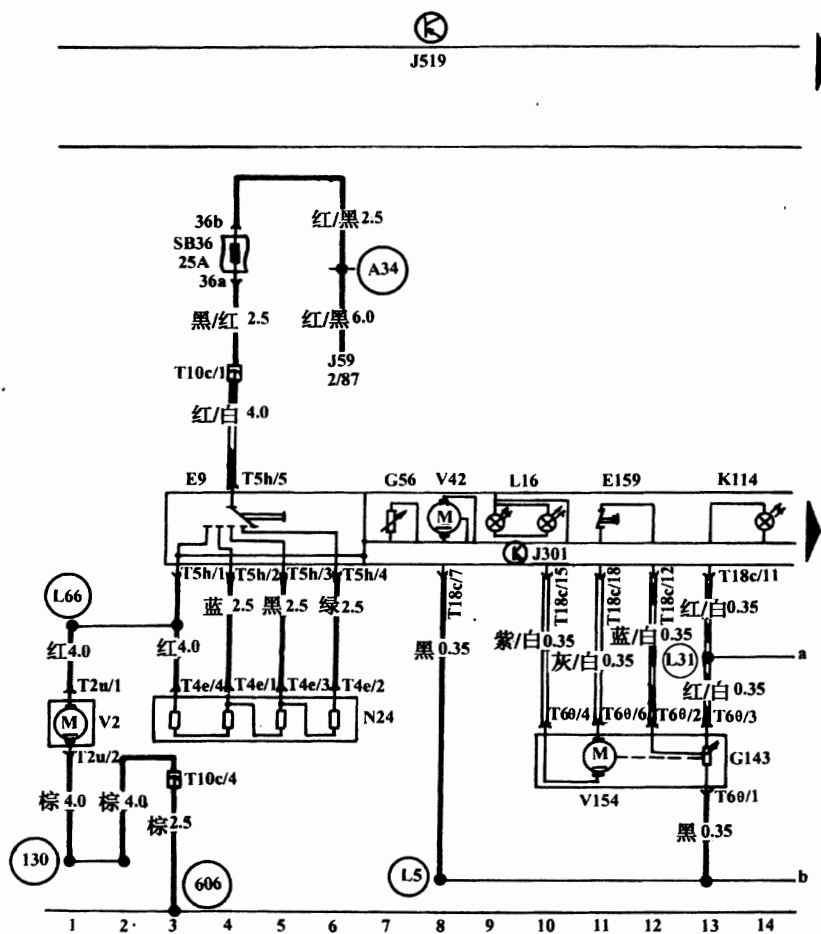 J519
36b
SB36
25A
36a
红/黑 2.5
A34
黑/红 2.5
红/黑 6.0
J59
2/87
T10c/1
红/白 4.0
E9
T5h/5
G56
V42
L16
E159
K114
M
J301
T5h/1
T5h/2
T5h/3
T5h/4
T18c/7
T18c/15
T18c/18
T18c/12
T18c/11
L66
蓝 2.5
黑 2.5
绿 2.5
红/白 0.35
红 4.0
红 4.0
黑 0.35
紫/白 0.35
灰/白 0.35
蓝/白 0.35
L31
a
红/白 0.35
T2u/1
T4e/4
T4e/1
T4e/3
T4e/2
T6θ/4
T6θ/6
T6θ/2
T6θ/3
M
V2
N24
M
G143
T2u/2
T10c/4
V154
T6θ/1
棕 4.0
棕 4.0
棕 2.5
黑 0.35
130
606
L5
b
1 2 3 4 5 6 7 8 9 10 11 12 13 14